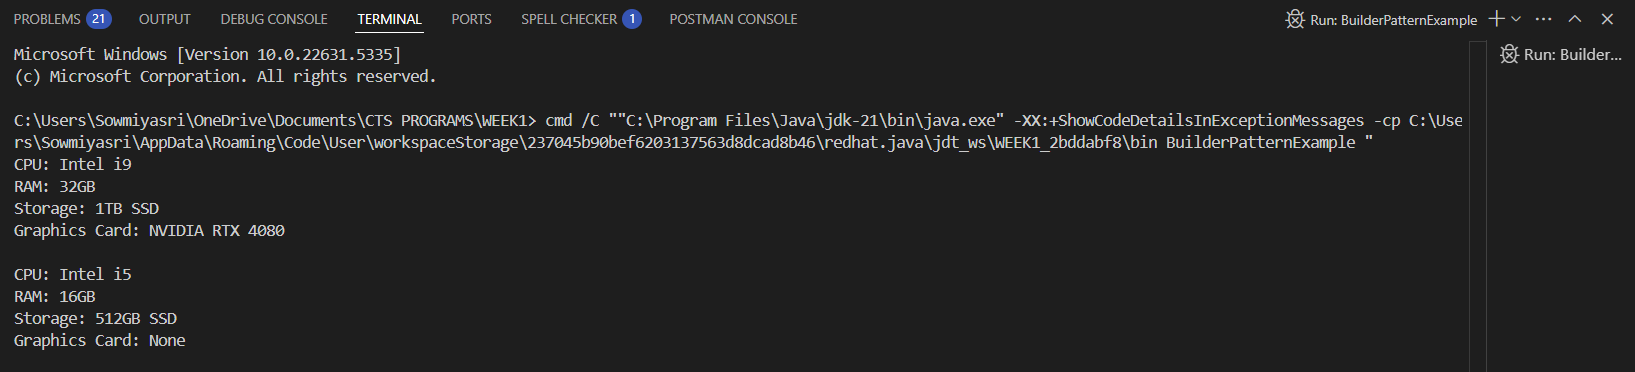 PROBLEMS 21 OUTPUT DEBUG CONSOLE TERMINAL PORTS SPELL CHECKER 1 POSTMAN CONSOLE Run: BuilderPatternExample
Run: Builder...
Microsoft Windows [Version 10.0.22631.5335]
(c) Microsoft Corporation. All rights reserved.
C:\Users\Sowmiyasri\OneDrive\Documents\CTS PROGRAMS\WEEK1> cmd /C ""C:\Program Files\Java\jdk-21\bin\java.exe" -XX:+ShowCodeDetailsInExceptionMessages -cp C:\Use
rs\Sowmiyasri\AppData\Roaming\Code\User\workspaceStorage\237045b90bef6203137563d8dcad8b46\redhat.java\jdt_ws\WEEK1_2bddabf8\bin BuilderPatternExample "
CPU: Intel i9
RAM: 32GB
Storage: 1TB SSD
Graphics Card: NVIDIA RTX 4080
CPU: Intel i5
RAM: 16GB
Storage: 512GB SSD
Graphics Card: None